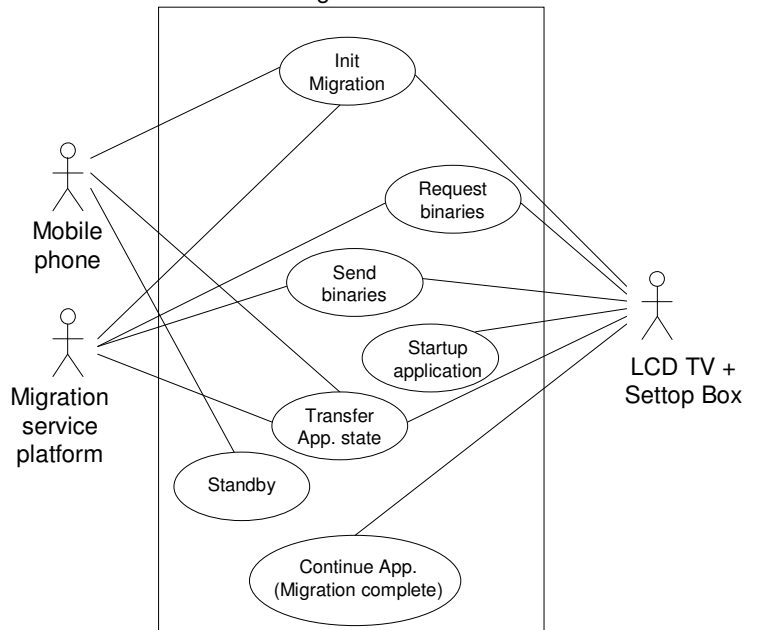 Init
Migration
Request
binaries
Mobile
phone
Send
binaries
Startup
application
LCD TV +
Settop Box
Migration
service
platform
Transfer
App. state
Standby
Continue App.
(Migration complete)